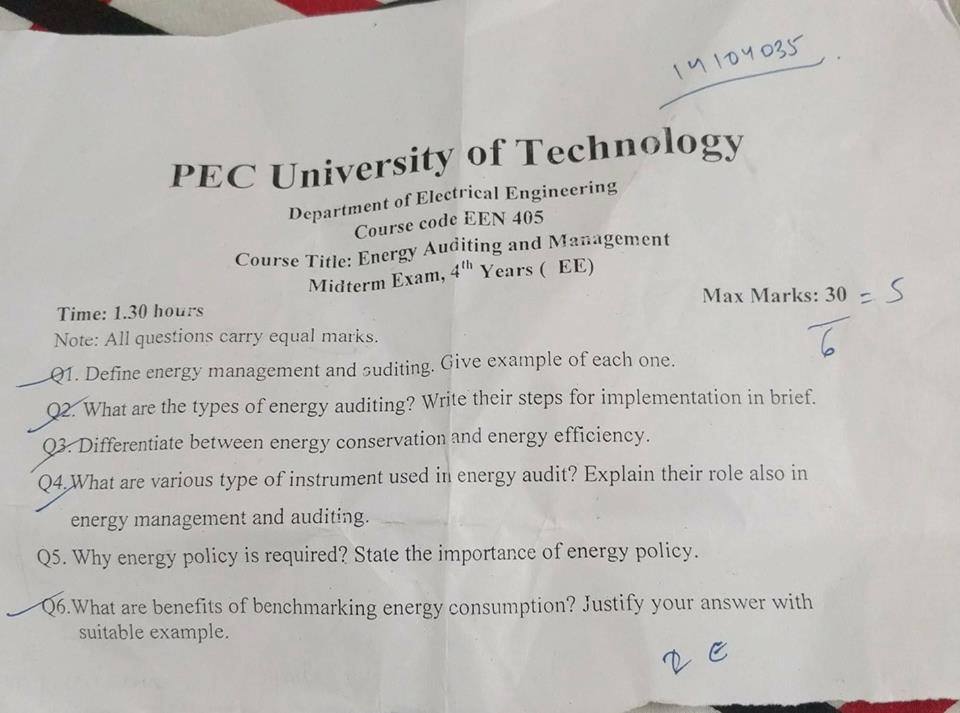 14104035
PEC University of Technology
Department of Electrical Engineering
Course code EEN 405
Course Title: Energy Auditing and Management
Midterm Exam, 4th Years ( EE)
Time: 1.30 hours
Max Marks: 30 = 5
6
Note: All questions carry equal marks.
Q1. Define energy management and auditing. Give example of each one.
Q2. What are the types of energy auditing? Write their steps for implementation in brief.
Q3. Differentiate between energy conservation and energy efficiency.
Q4.What are various type of instrument used in energy audit? Explain their role also in
energy management and auditing.
Q5. Why energy policy is required? State the importance of energy policy.
Q6.What are benefits of benchmarking energy consumption? Justify your answer with
suitable example.